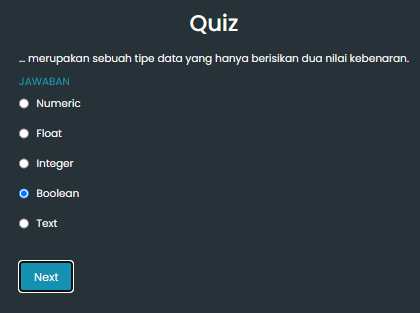 Quiz
... merupakan sebuah tipe data yang hanya berisikan dua nilai kebenaran.
JAWABAN
Numeric
Float
Integer
Boolean
Text
Next